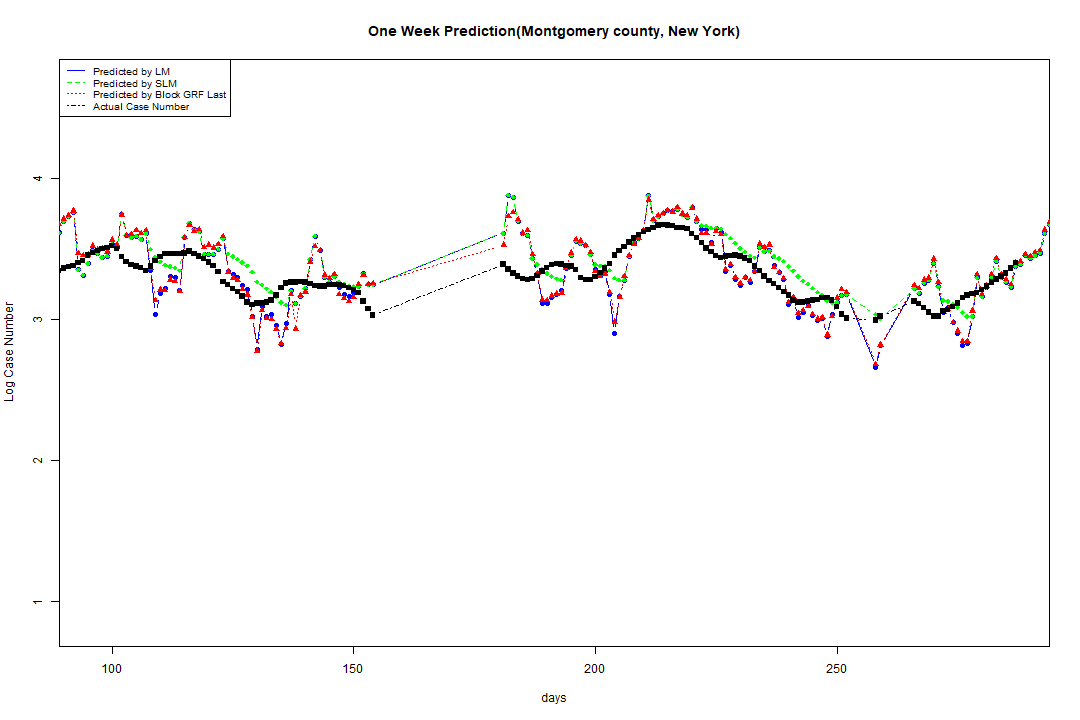 One Week Prediction(Montgomery county, New York)
Predicted by LM
Predicted by SLM
Predicted by Block GRF Last
Actual Case Number
4
3
2
1
Log Case Number
100 150 200 250
days